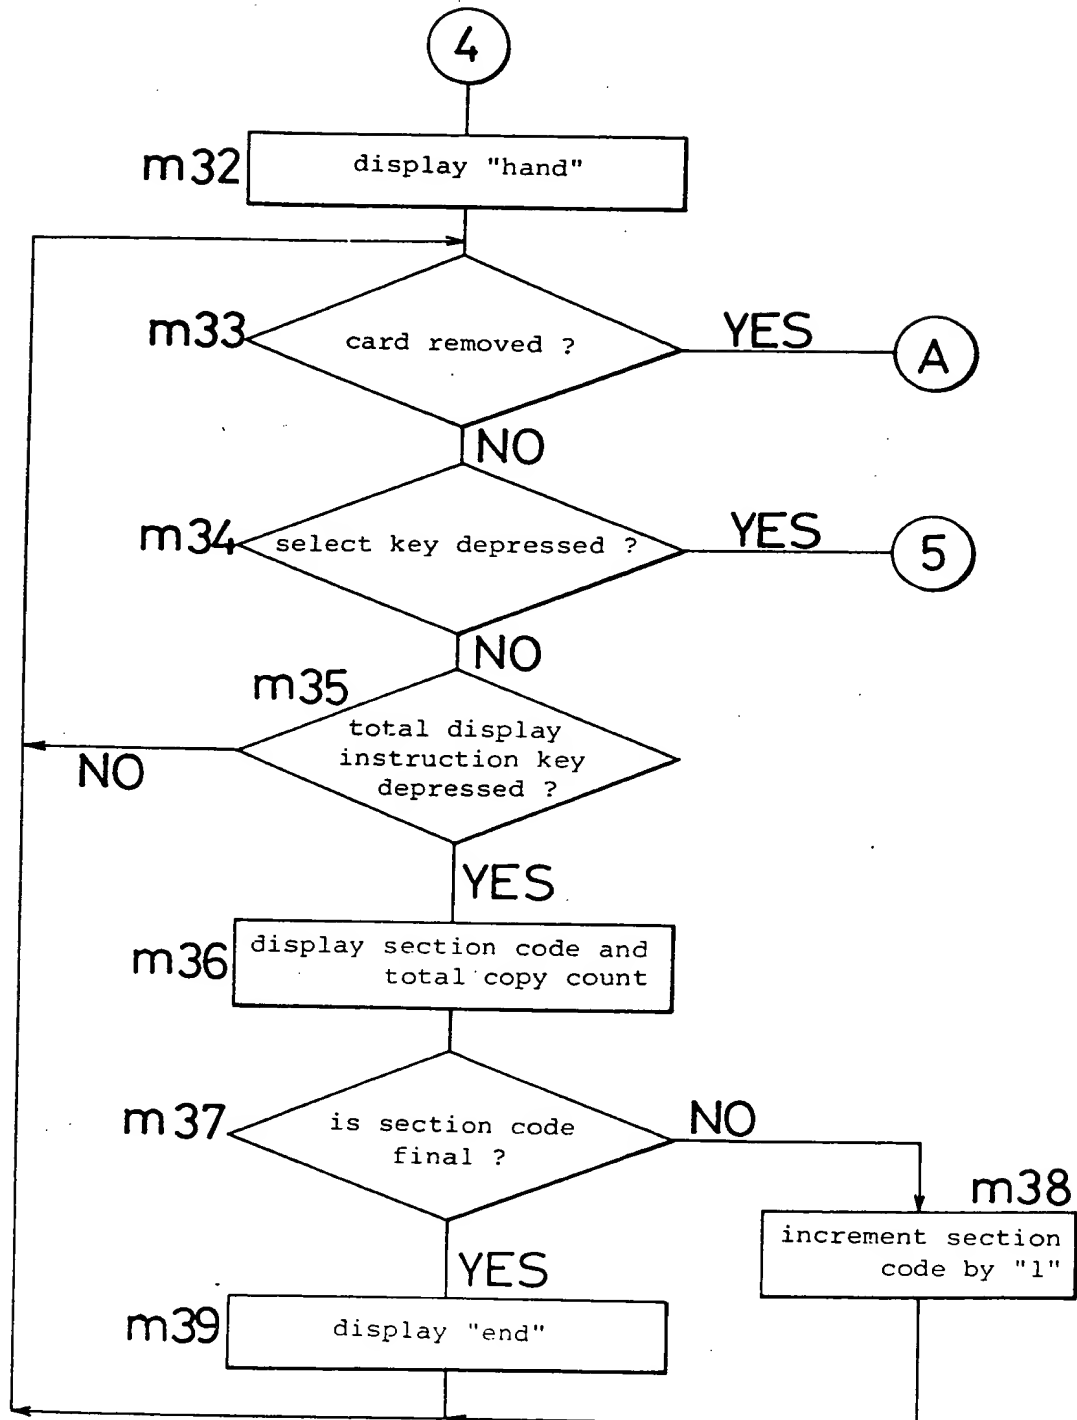 4
m32
display "hand"
m33
card removed ?
YES
A
NO
m34
select key depressed ?
YES
5
NO
m35
total display
instruction key
depressed ?
NO
YES
m36
display section code and
total copy count
m37
is section code
final ?
NO
m38
increment section
code by "1"
YES
m39
display "end"